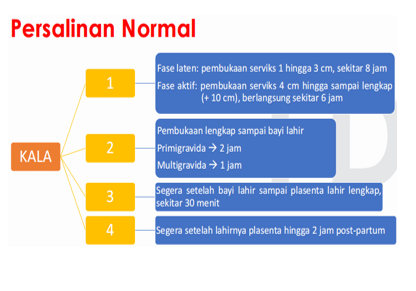 Persalinan Normal
KALA
1
Fase laten: pembukaan serviks 1 hingga 3 cm, sekitar 8 jam
Fase aktif: pembukaan serviks 4 cm hingga sampai lengkap
(+ 10 cm), berlangsung sekitar 6 jam
2
Pembukaan lengkap sampai bayi lahir
Primigravida → 2 jam
Multigravida → 1 jam
3
Segera setelah bayi lahir sampai plasenta lahir lengkap,
sekitar 30 menit
4
Segera setelah lahirnya plasenta hingga 2 jam post-partum